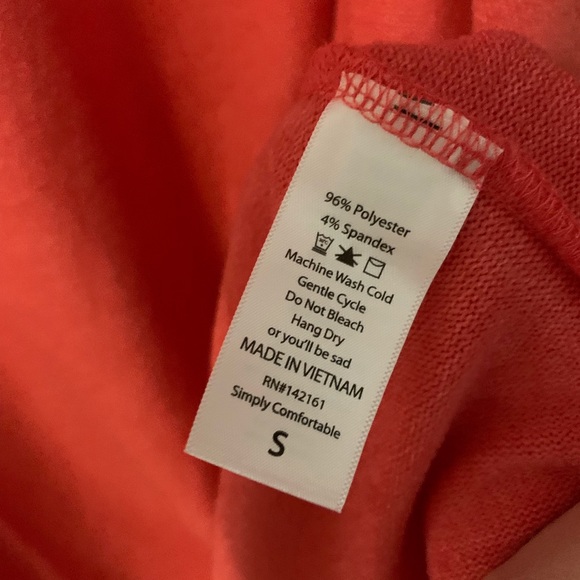 96% Polyester
4% Spandex
Machine Wash Cold
Gentle Cycle
Do Not Bleach
Hang Dry
or you'll be sad
MADE IN VIETNAM
RN#142161
Simply Comfortable
S